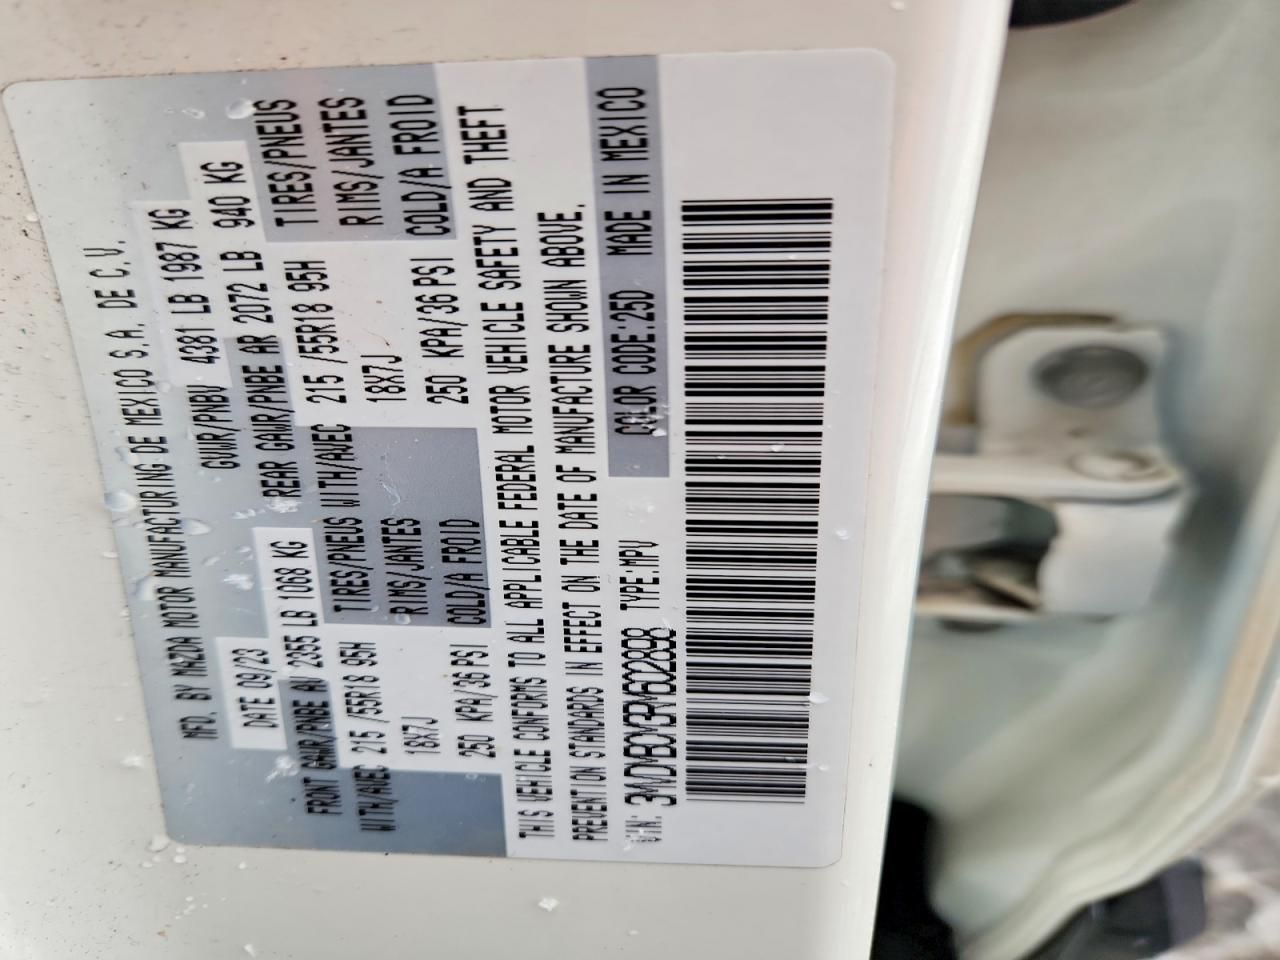 MFD. BY MAZDA MOTOR MANUFACTURING DE MEXICO S.A. DE C.V.
DATE 09/23 GVWR/PNBV 4381 LB 1987 KG
FRONT GAWR/PNBE AV 2355 LB 1068 KG REAR GAWR/PNBE AR 2072 LB 940 KG
WITH/AVEC 215 /55R18 95H TIRES/PNEUS WITH/AVEC 215 /55R18 95H TIRES/PNEUS
18X7J RIMS/JANTES 18X7J RIMS/JANTES
250 KPA/36PSI COLD/A FROID 250 KPA/36PSI COLD/A FROID
THIS VEHICLE CONFORMS TO ALL APPLICABLE FEDERAL MOTOR VEHICLE SAFETY AND THEFT
PREVENTION STANDARDS IN EFFECT ON THE DATE OF MANUFACTURE SHOWN ABOVE.
VIN: 3MVDMBCY3PM602898 TYPE:MPV COLOR CODE:25D MADE IN MEXICO